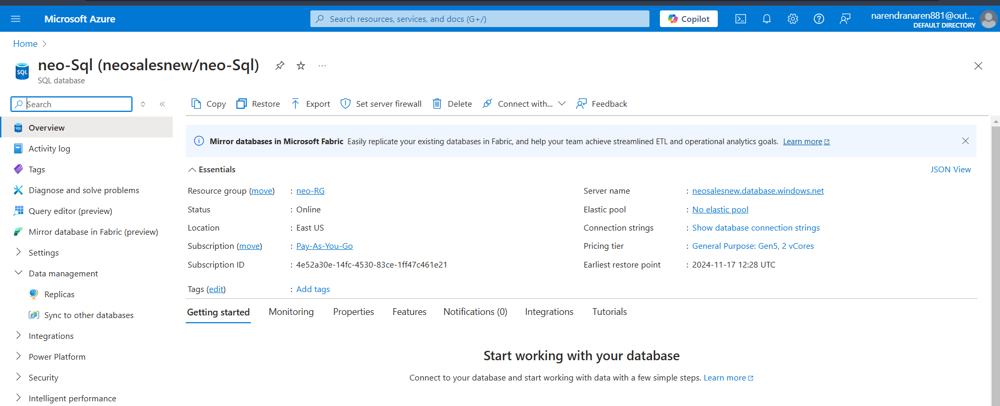 Microsoft Azure
Search resources, services, and docs (G+/)
Copilot
narendranaren881@out...
DEFAULT DIRECTORY
Home
neo-Sql (neosalesnew/neo-Sql)
SQL
SQL database
Search
Copy
Restore
Export
Set server firewall
Delete
Connect with...
Feedback
SQL Overview
Activity log
Tags
Diagnose and solve problems
Query editor (preview)
Mirror database in Fabric (preview)
Settings
Data management
Replicas
Sync to other databases
Integrations
Power Platform
Security
Intelligent performance
Mirror databases in Microsoft Fabric Easily replicate your existing databases in Fabric, and help your team achieve streamlined ETL and operational analytics goals. Learn more
Essentials
JSON View
Resource group (move) : neo-RG
Status : Online
Location : East US
Subscription (move) : Pay-As-You-Go
Subscription ID : 4e52a30e-14fc-4530-83ce-1ff47c461e21
Server name : neosalesnew.database.windows.net
Elastic pool : No elastic pool
Connection strings : Show database connection strings
Pricing tier : General Purpose: Gen5, 2 vCores
Earliest restore point : 2024-11-17 12:28 UTC
Tags (edit) : Add tags
Getting started
Monitoring
Properties
Features
Notifications (0)
Integrations
Tutorials
Start working with your database
Connect to your database and start working with data with a few simple steps. Learn more